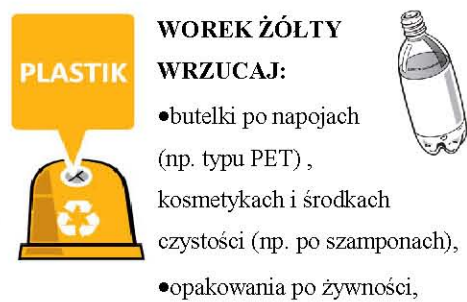 PLASTIK
WOREK ŻÓŁTY
WRZUCAJ:
•butelki po napojach
(np. typu PET) ,
kosmetykach i środkach
czystości (np. po szamponach),
•opakowania po żywności,